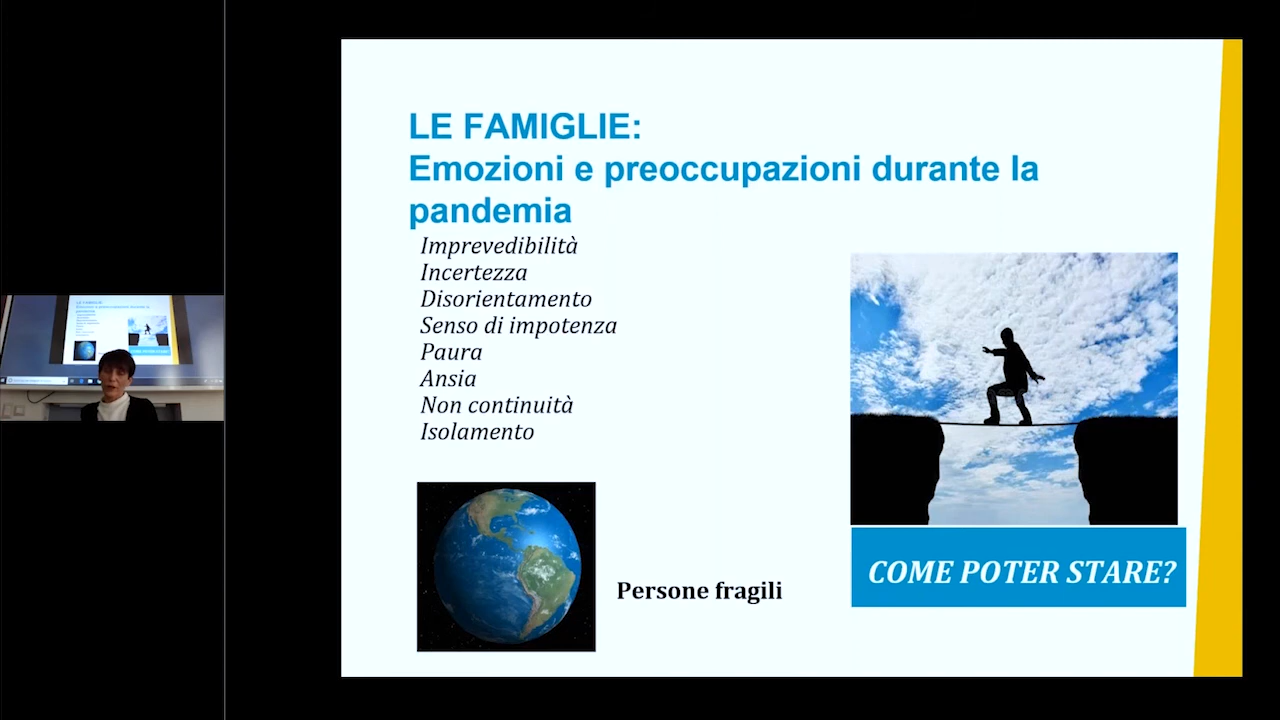 LE FAMIGLIE:
Emozioni e preoccupazioni durante la
pandemia
Imprevedibilità
Incertezza
Disorientamento
Senso di impotenza
Paura
Ansia
Non continuità
Isolamento
Persone fragili
COME POTER STARE?